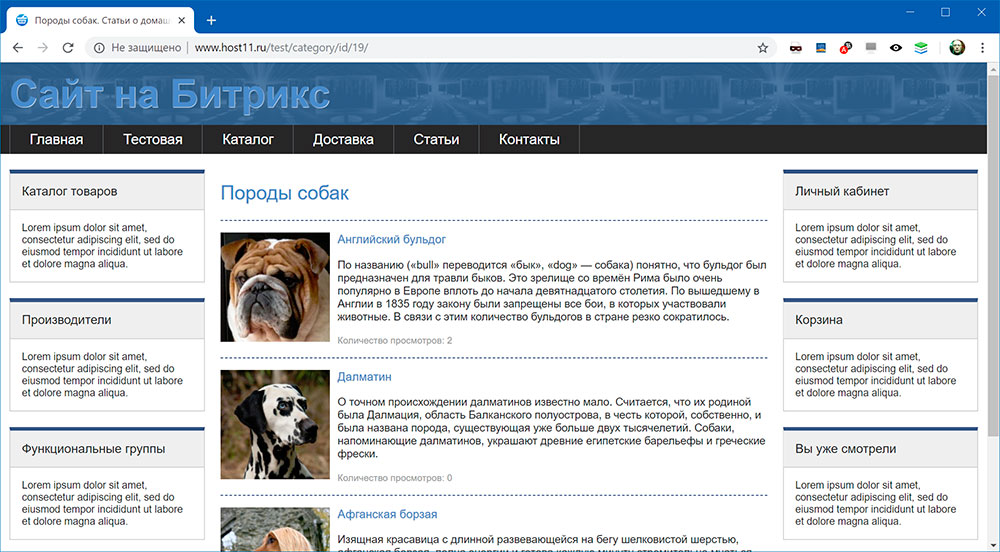 Породы собак. Статьи о домаш
Не защищено
www.host11.ru/test/category/id/19/
Сайт на Битрикс
Главная
Тестовая
Каталог
Доставка
Статьи
Контакты
Каталог товаров
Lorem ipsum dolor sit amet,
consectetur adipiscing elit, sed do
eiusmod tempor incididunt ut labore
et dolore magna aliqua.
Производители
Lorem ipsum dolor sit amet,
consectetur adipiscing elit, sed do
eiusmod tempor incididunt ut labore
et dolore magna aliqua.
Функциональные группы
Lorem ipsum dolor sit amet,
consectetur adipiscing elit, sed do
eiusmod tempor incididunt ut labore
et dolore magna aliqua.
Породы собак
Английский бульдог
По названию («bull» переводится «бык», «dog» — собака) понятно, что бульдог был
предназначен для травли быков. Это зрелище со времён Рима было очень
популярно в Европе вплоть до начала девятнадцатого столетия. По вышедшему в
Англии в 1835 году закону были запрещены все бои, в которых участвовали
животные. В связи с этим количество бульдогов в стране резко сократилось.
Количество просмотров: 2
Далматин
О точном происхождении далматинов известно мало. Считается, что их родиной
была Далмация, область Балканского полуострова, в честь которой, собственно, и
была названа порода, существующая уже больше двух тысячелетий. Собаки,
напоминающие далматинов, украшают древние египетские барельефы и греческие
фрески.
Количество просмотров: 0
Афганская борзая
Изящная красавица с длинной развевающейся на бегу шелковистой шерстью,
Личный кабинет
Lorem ipsum dolor sit amet,
consectetur adipiscing elit, sed do
eiusmod tempor incididunt ut labore
et dolore magna aliqua.
Корзина
Lorem ipsum dolor sit amet,
consectetur adipiscing elit, sed do
eiusmod tempor incididunt ut labore
et dolore magna aliqua.
Вы уже смотрели
Lorem ipsum dolor sit amet,
consectetur adipiscing elit, sed do
eiusmod tempor incididunt ut labore
et dolore magna aliqua.